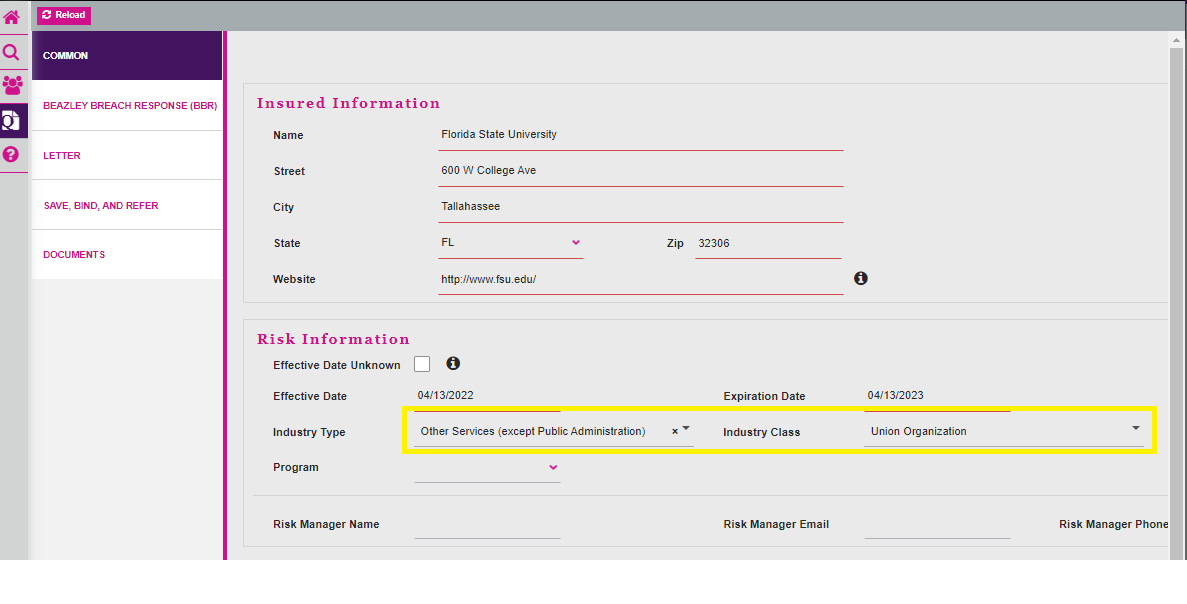 Reload
COMMON
BEAZLEY BREACH RESPONSE (BBR)
LETTER
SAVE, BIND, AND REFER
DOCUMENTS
Insured Information
Name Florida State University
Street 600 W College Ave
City Tallahassee
State FL Zip 32306
Website http://www.fsu.edu/
Risk Information
Effective Date Unknown
Effective Date 04/13/2022 Expiration Date 04/13/2023
Industry Type Other Services (except Public Administration) × Industry Class Union Organization
Program
Risk Manager Name Risk Manager Email Risk Manager Phone